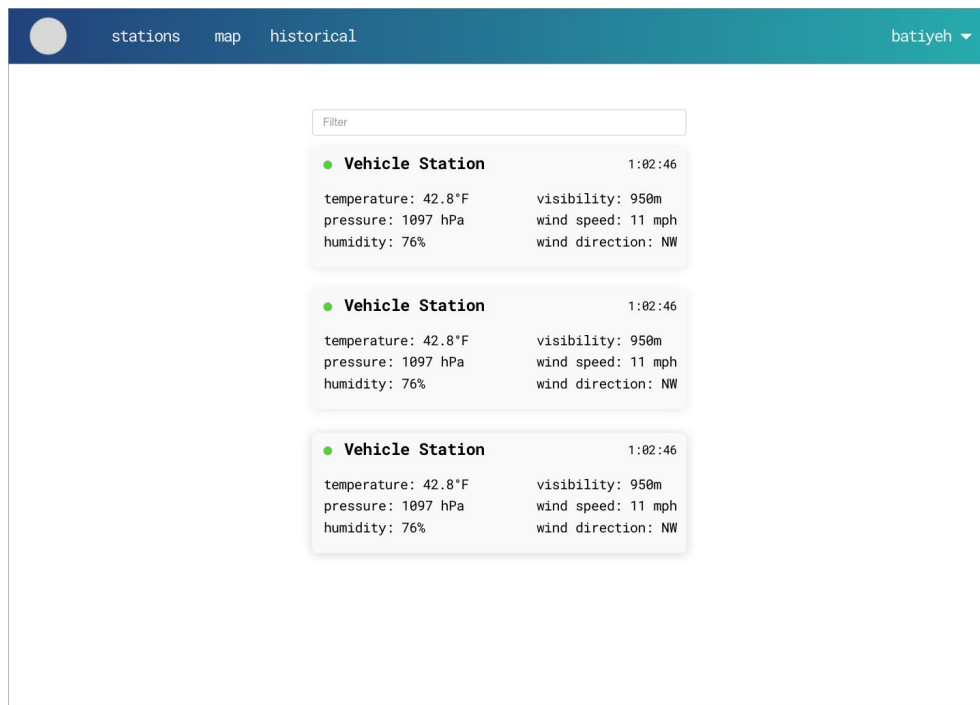 stations map historical batiyeh
Filter
Vehicle Station 1:02:46
temperature: 42.8°F visibility: 950m
pressure: 1097 hPa wind speed: 11 mph
humidity: 76% wind direction: NW
Vehicle Station 1:02:46
temperature: 42.8°F visibility: 950m
pressure: 1097 hPa wind speed: 11 mph
humidity: 76% wind direction: NW
Vehicle Station 1:02:46
temperature: 42.8°F visibility: 950m
pressure: 1097 hPa wind speed: 11 mph
humidity: 76% wind direction: NW